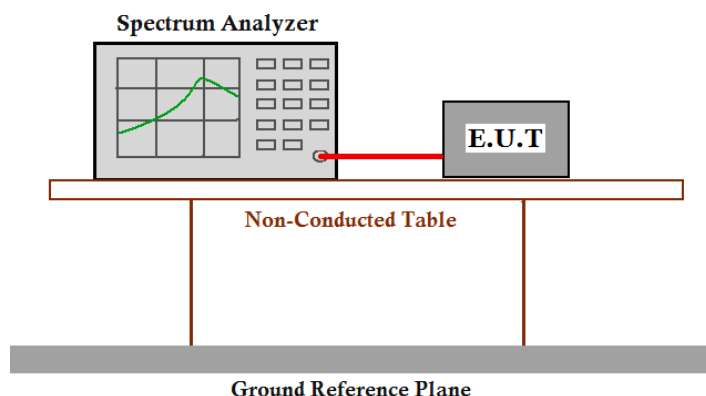 Spectrum Analyzer
E.U.T
Non-Conducted Table
Ground Reference Plane